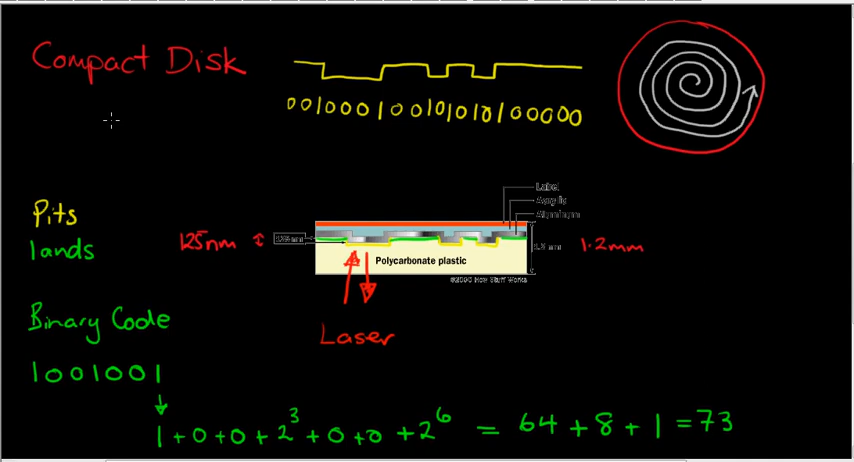 Compact Disk
001000100101010100000
Pits
lands
125nm
Label
Acrylic
Aluminum
1.2mm
Polycarbonate plastic
©2000 How Stuff Works
Laser
Binary Code
1001001
1+0+0+2³+0+0+2⁶ = 64+8+1=73